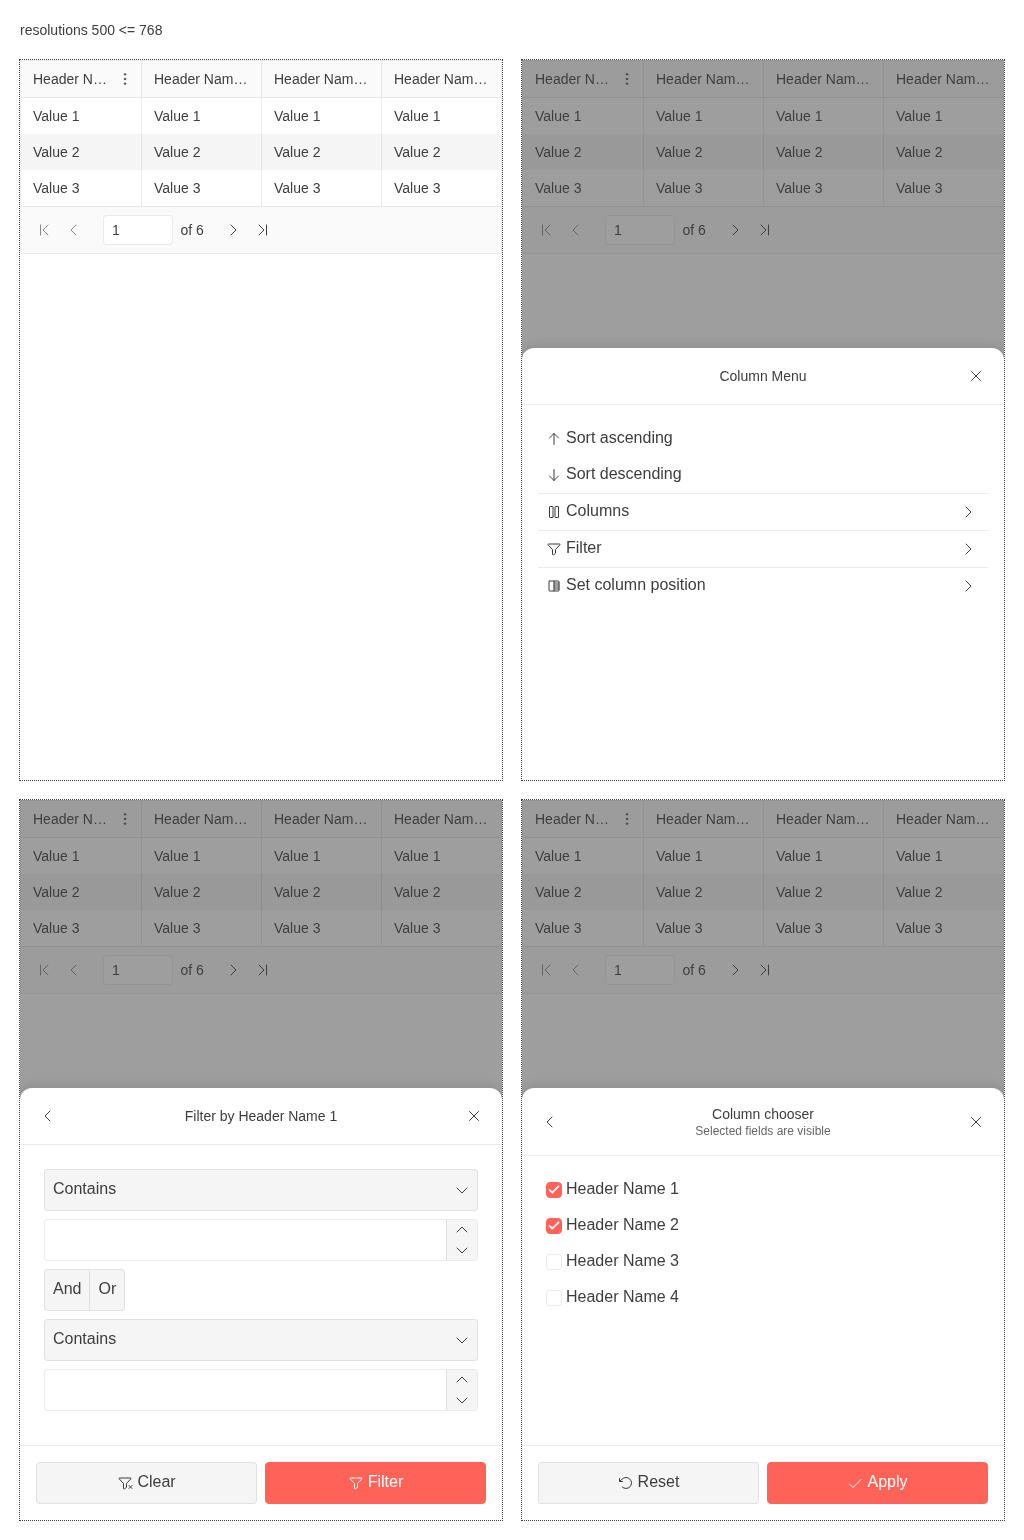 resolutions 500 <= 768
Header N... Header Nam... Header Nam... Header Nam...
Value 1 Value 1 Value 1 Value 1
Value 2 Value 2 Value 2 Value 2
Value 3 Value 3 Value 3 Value 3
1 of 6
Header N... Header Nam... Header Nam... Header Nam...
Value 1 Value 1 Value 1 Value 1
Value 2 Value 2 Value 2 Value 2
Value 3 Value 3 Value 3 Value 3
1 of 6
Column Menu
Sort ascending
Sort descending
Columns
Filter
Set column position
Header N... Header Nam... Header Nam... Header Nam...
Value 1 Value 1 Value 1 Value 1
Value 2 Value 2 Value 2 Value 2
Value 3 Value 3 Value 3 Value 3
1 of 6
Filter by Header Name 1
Contains
And Or
Contains
Clear Filter
Header N... Header Nam... Header Nam... Header Nam...
Value 1 Value 1 Value 1 Value 1
Value 2 Value 2 Value 2 Value 2
Value 3 Value 3 Value 3 Value 3
1 of 6
Column chooser
Selected fields are visible
Header Name 1
Header Name 2
Header Name 3
Header Name 4
Reset Apply